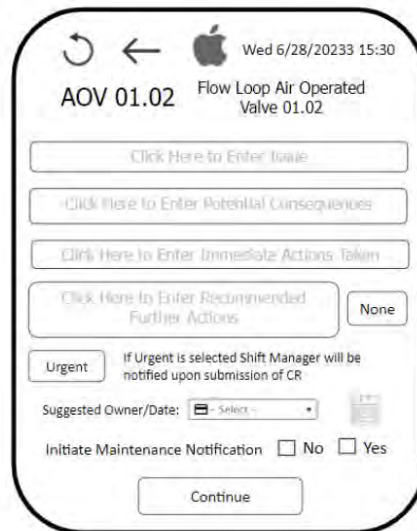 Wed 6/28/20233 15:30
AOV 01.02
Flow Loop Air Operated
Valve 01.02
Click Here to Enter Issue
Click Here to Enter Potential Consequences
Click Here to Enter Immediate Actions Taken
Click Here to Enter Recommended
Further Actions
None
Urgent
If Urgent is selected Shift Manager will be
notified upon submission of CR
Suggested Owner/Date:
- Select -
Initiate Maintenance Notification
No
Yes
Continue